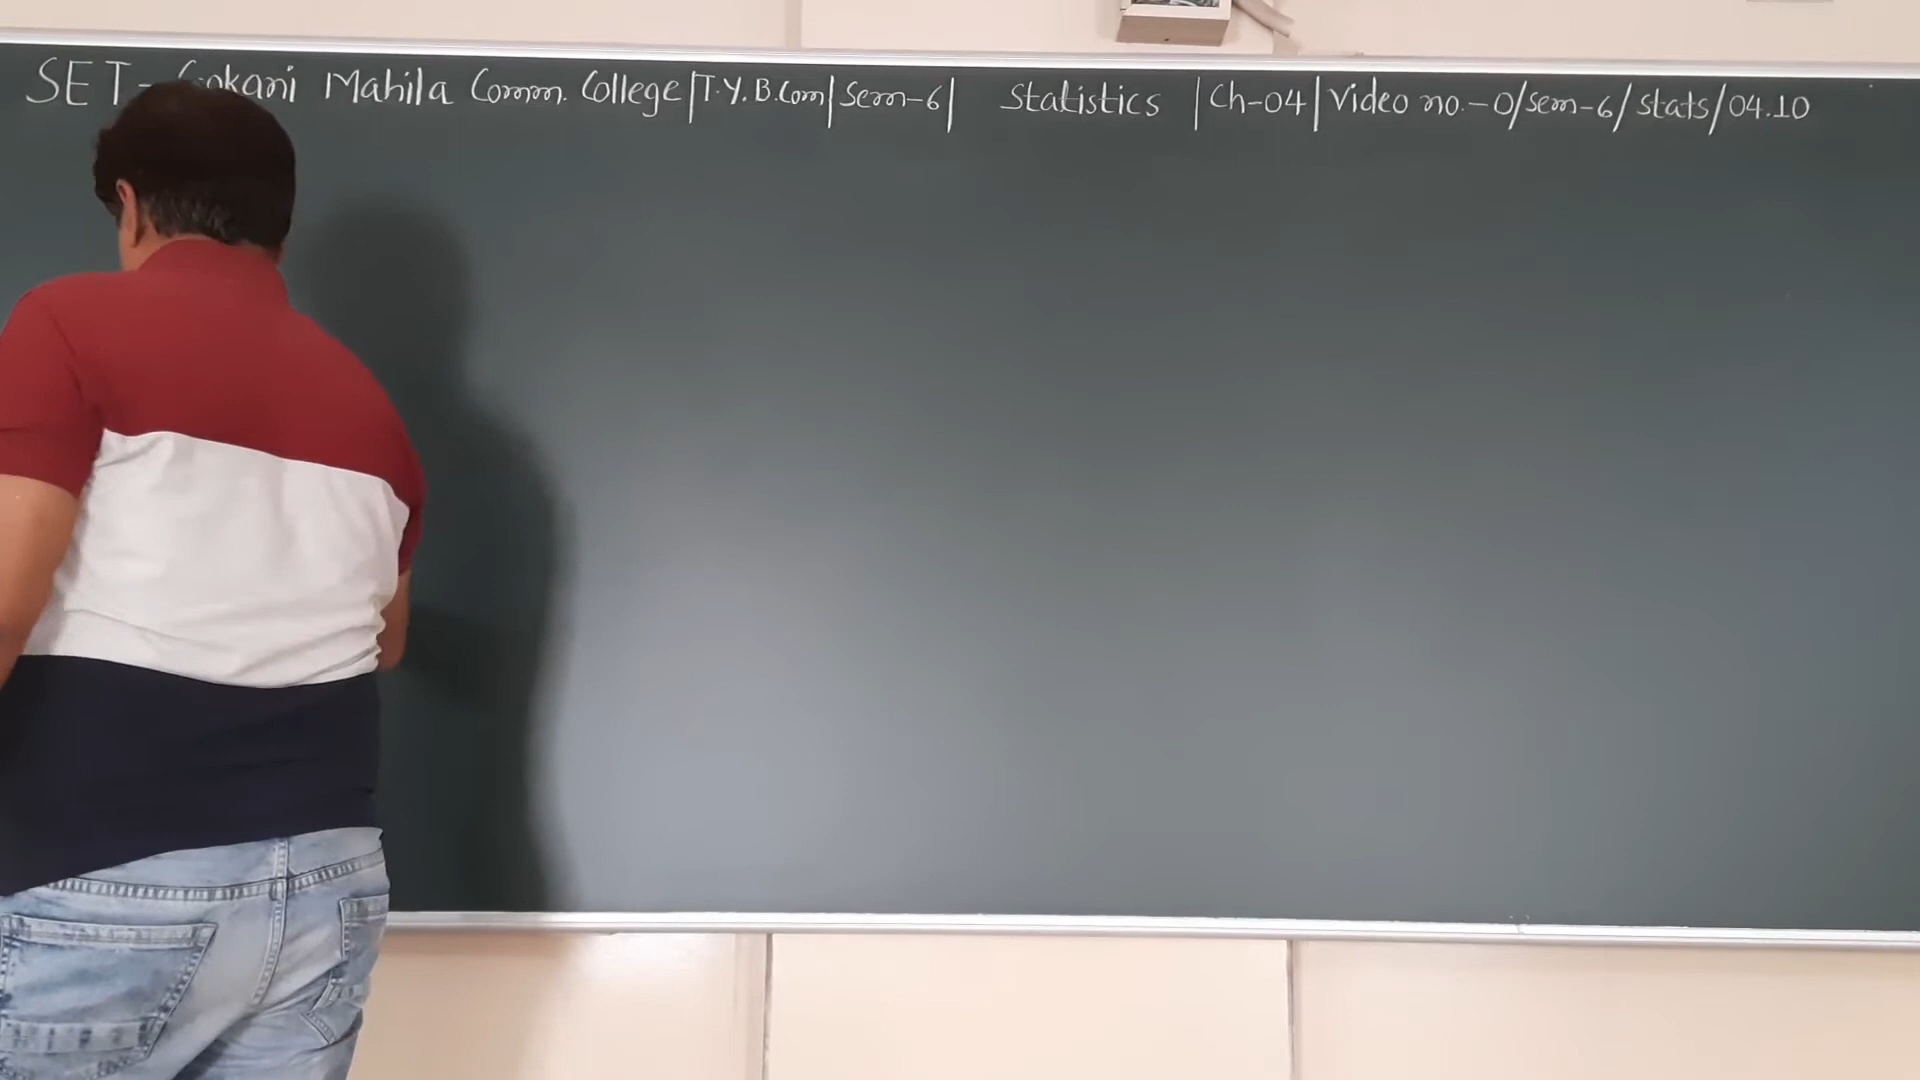 SET - Gokani Mahila Comm. College | T.Y.B.Com | Sem-6 | Statistics | Ch-04 | Video no.-0/sem-6/stats/04.10